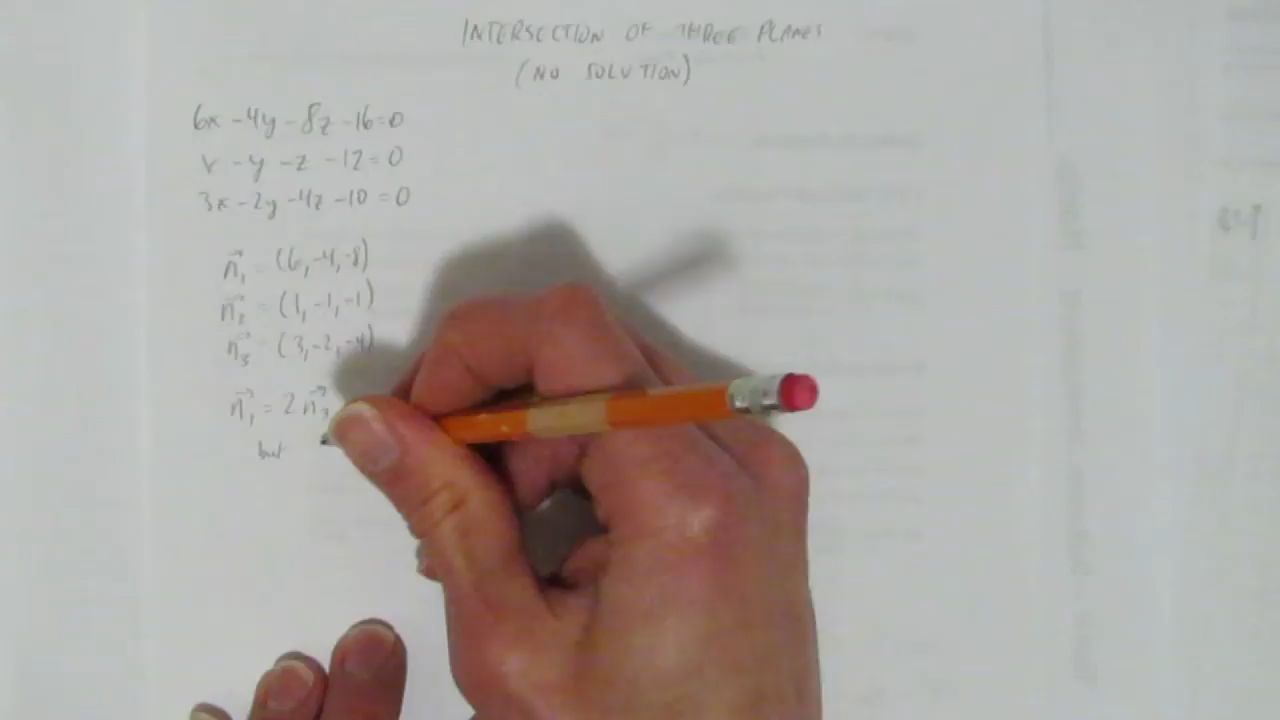 INTERSECTION OF THREE PLANES
(NO SOLUTION)
6x - 4y - 8z - 16 = 0
x - y - z - 12 = 0
3x - 2y - 4z - 10 = 0
n⃗₁ = (6, -4, -8)
n⃗₂ = (1, -1, -1)
n⃗₃ = (3, -2, -4)
n⃗₁ = 2 n⃗₃
but